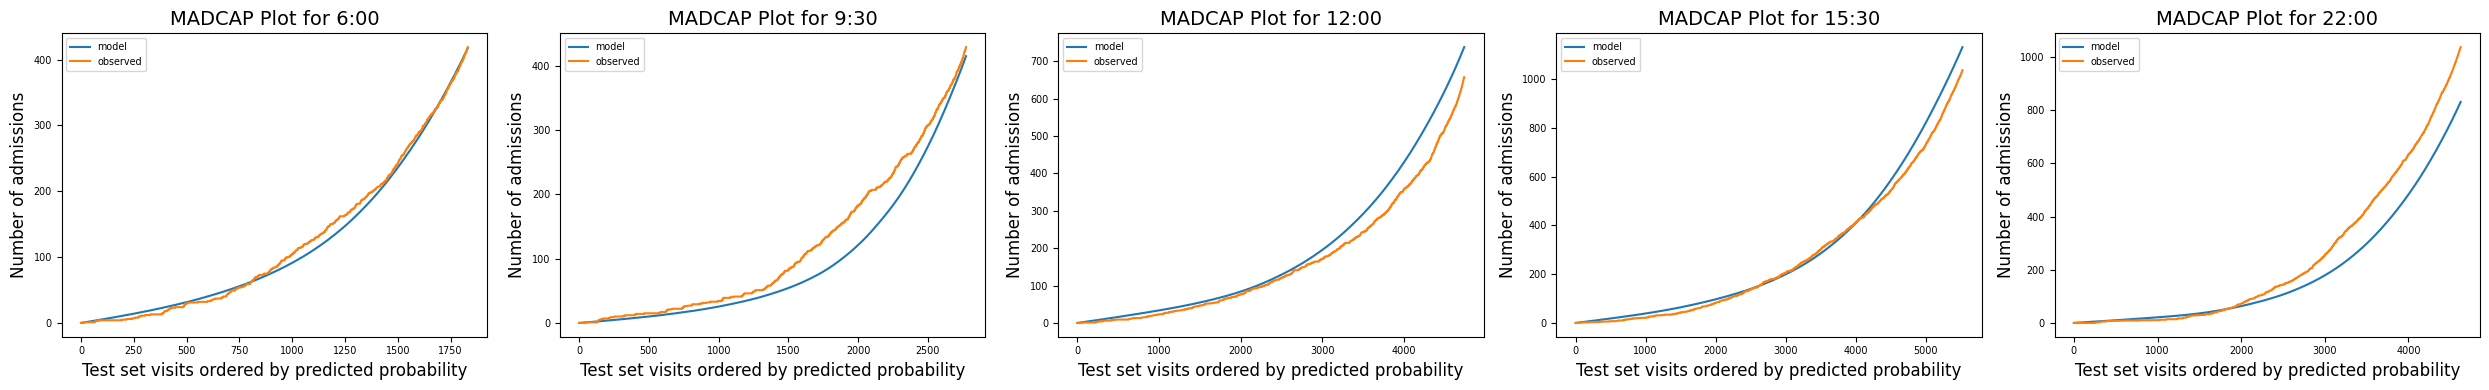 MADCAP Plot for 6:00
model
observed
400
300
200
100
0
0 250 500 750 1000 1250 1500 1750
Number of admissions
Test set visits ordered by predicted probability
MADCAP Plot for 9:30
model
observed
400
300
200
100
0
0 500 1000 1500 2000 2500
Number of admissions
Test set visits ordered by predicted probability
MADCAP Plot for 12:00
model
observed
700
600
500
400
300
200
100
0
0 1000 2000 3000 4000
Number of admissions
Test set visits ordered by predicted probability
MADCAP Plot for 15:30
model
observed
1000
800
600
400
200
0
0 1000 2000 3000 4000 5000
Number of admissions
Test set visits ordered by predicted probability
MADCAP Plot for 22:00
model
observed
1000
800
600
400
200
0
0 1000 2000 3000 4000
Number of admissions
Test set visits ordered by predicted probability